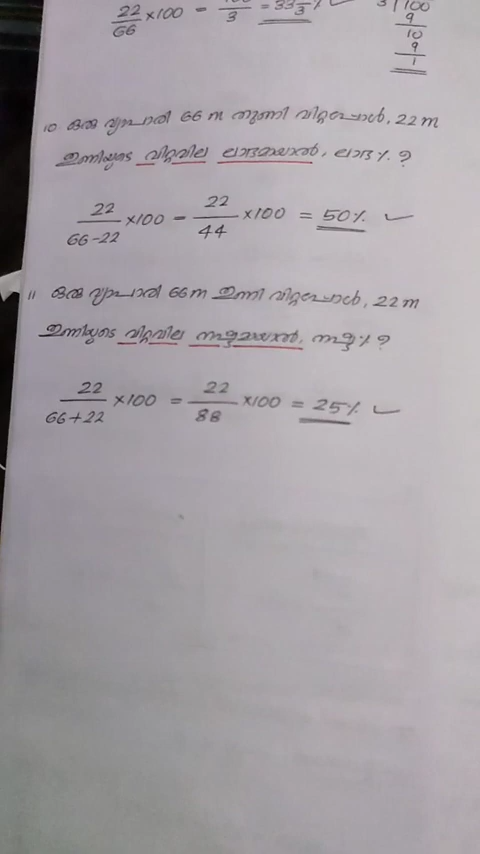 22/66 ×100 = 100/3 = 33 1/3 % ✓ 3) 100
9
10
9
1
10 ഒരു വ്യാപാരി 66 m തുണി വിറ്റപ്പോൾ, 22 m
തുണിയുടെ വിറ്റവില ലാഭമായാൽ, ലാഭ % ?
22/66-22 ×100 = 22/44 ×100 = 50% ✓
11 ഒരു വ്യാപാരി 66 m തുണി വിറ്റപ്പോൾ, 22 m
തുണിയുടെ വിറ്റവില നഷ്ടമായാൽ, നഷ്ട % ?
22/66+22 ×100 = 22/88 ×100 = 25% ✓